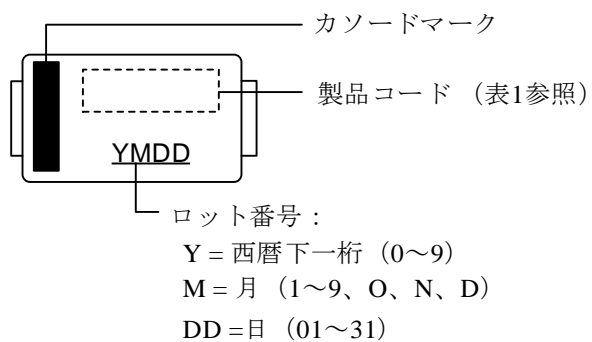 カソードマーク
製品コード （表1参照）
YMDD
ロット番号：
Y = 西暦下一桁（0～9）
M = 月（1～9、O、N、D）
DD =日（01～31）